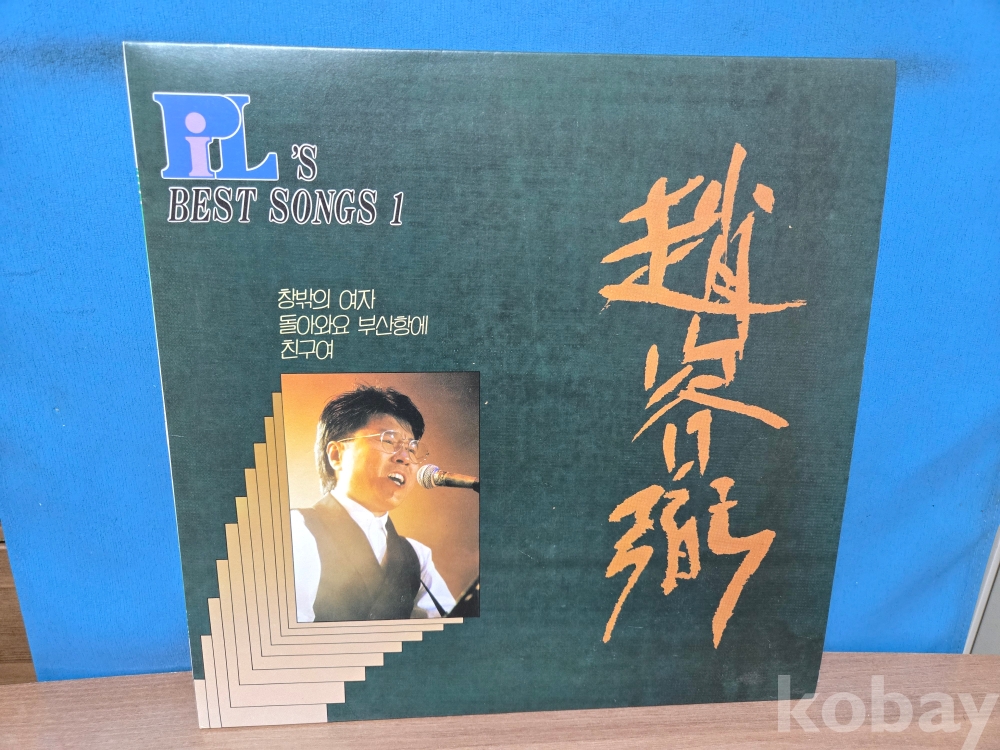 PiL'S
BEST SONGS 1
창밖의 여자
돌아와요 부산항에
친구여
趙容弼
kobay